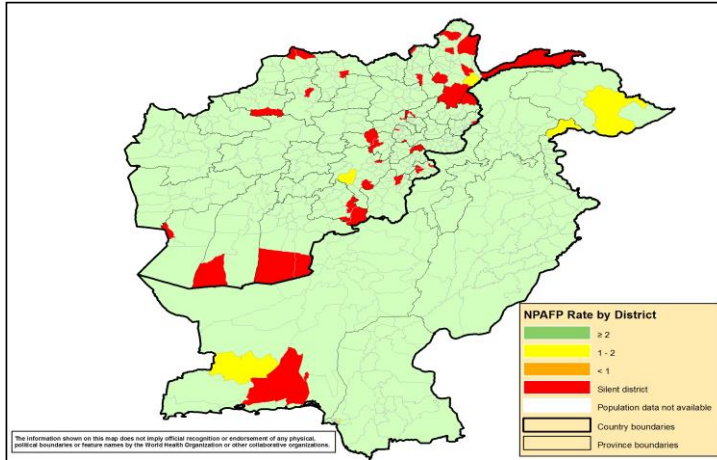 NPAFP Rate by District
≥ 2
1 - 2
< 1
Silent district
Population data not available
Country boundaries
Province boundaries
The information shown on this map does not imply official recognition or endorsement of any physical,
political boundaries or feature names by the World Health Organization or other collaborative organizations.